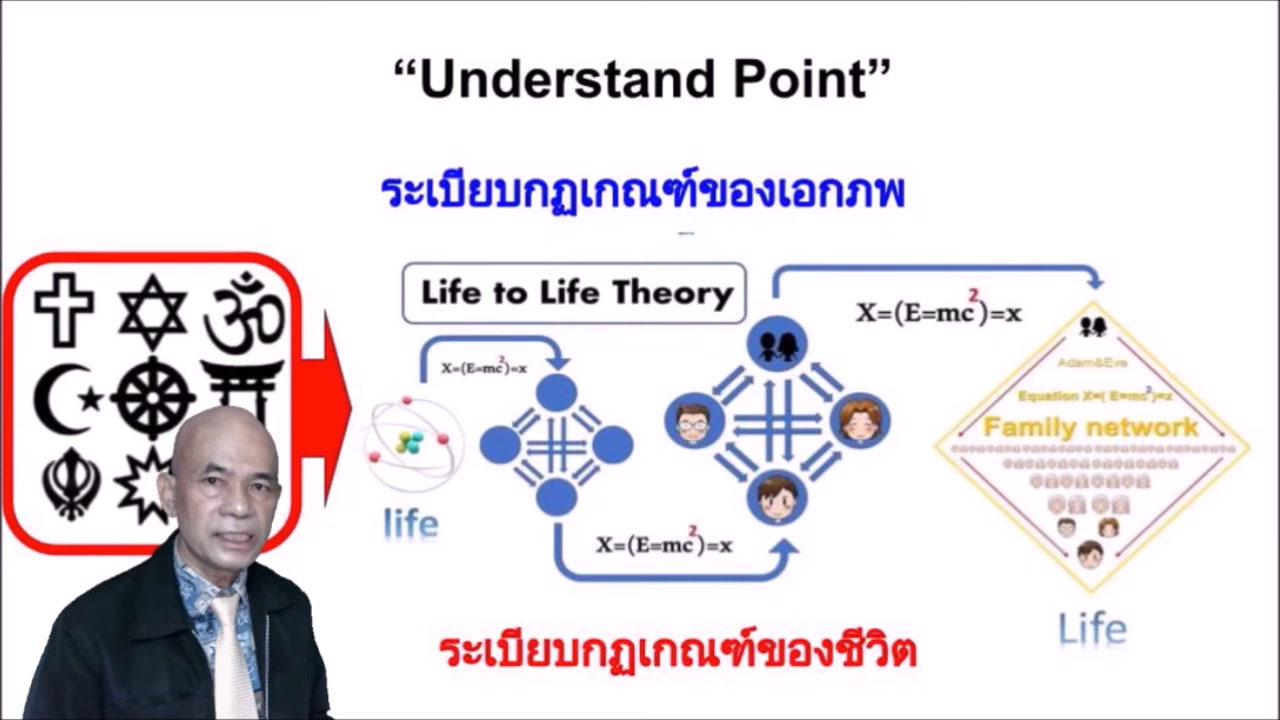 “Understand Point”
ระเบียบกฏเกณฑ์ของเอกภพ
Life to Life Theory
X=(E=mc²)=x
X=(E=mc²)=x
Adam&Eve
Equation X=( E=mc²)=x
Family network
life
X=(E=mc²)=x
Life
ระเบียบกฏเกณฑ์ของชีวิต